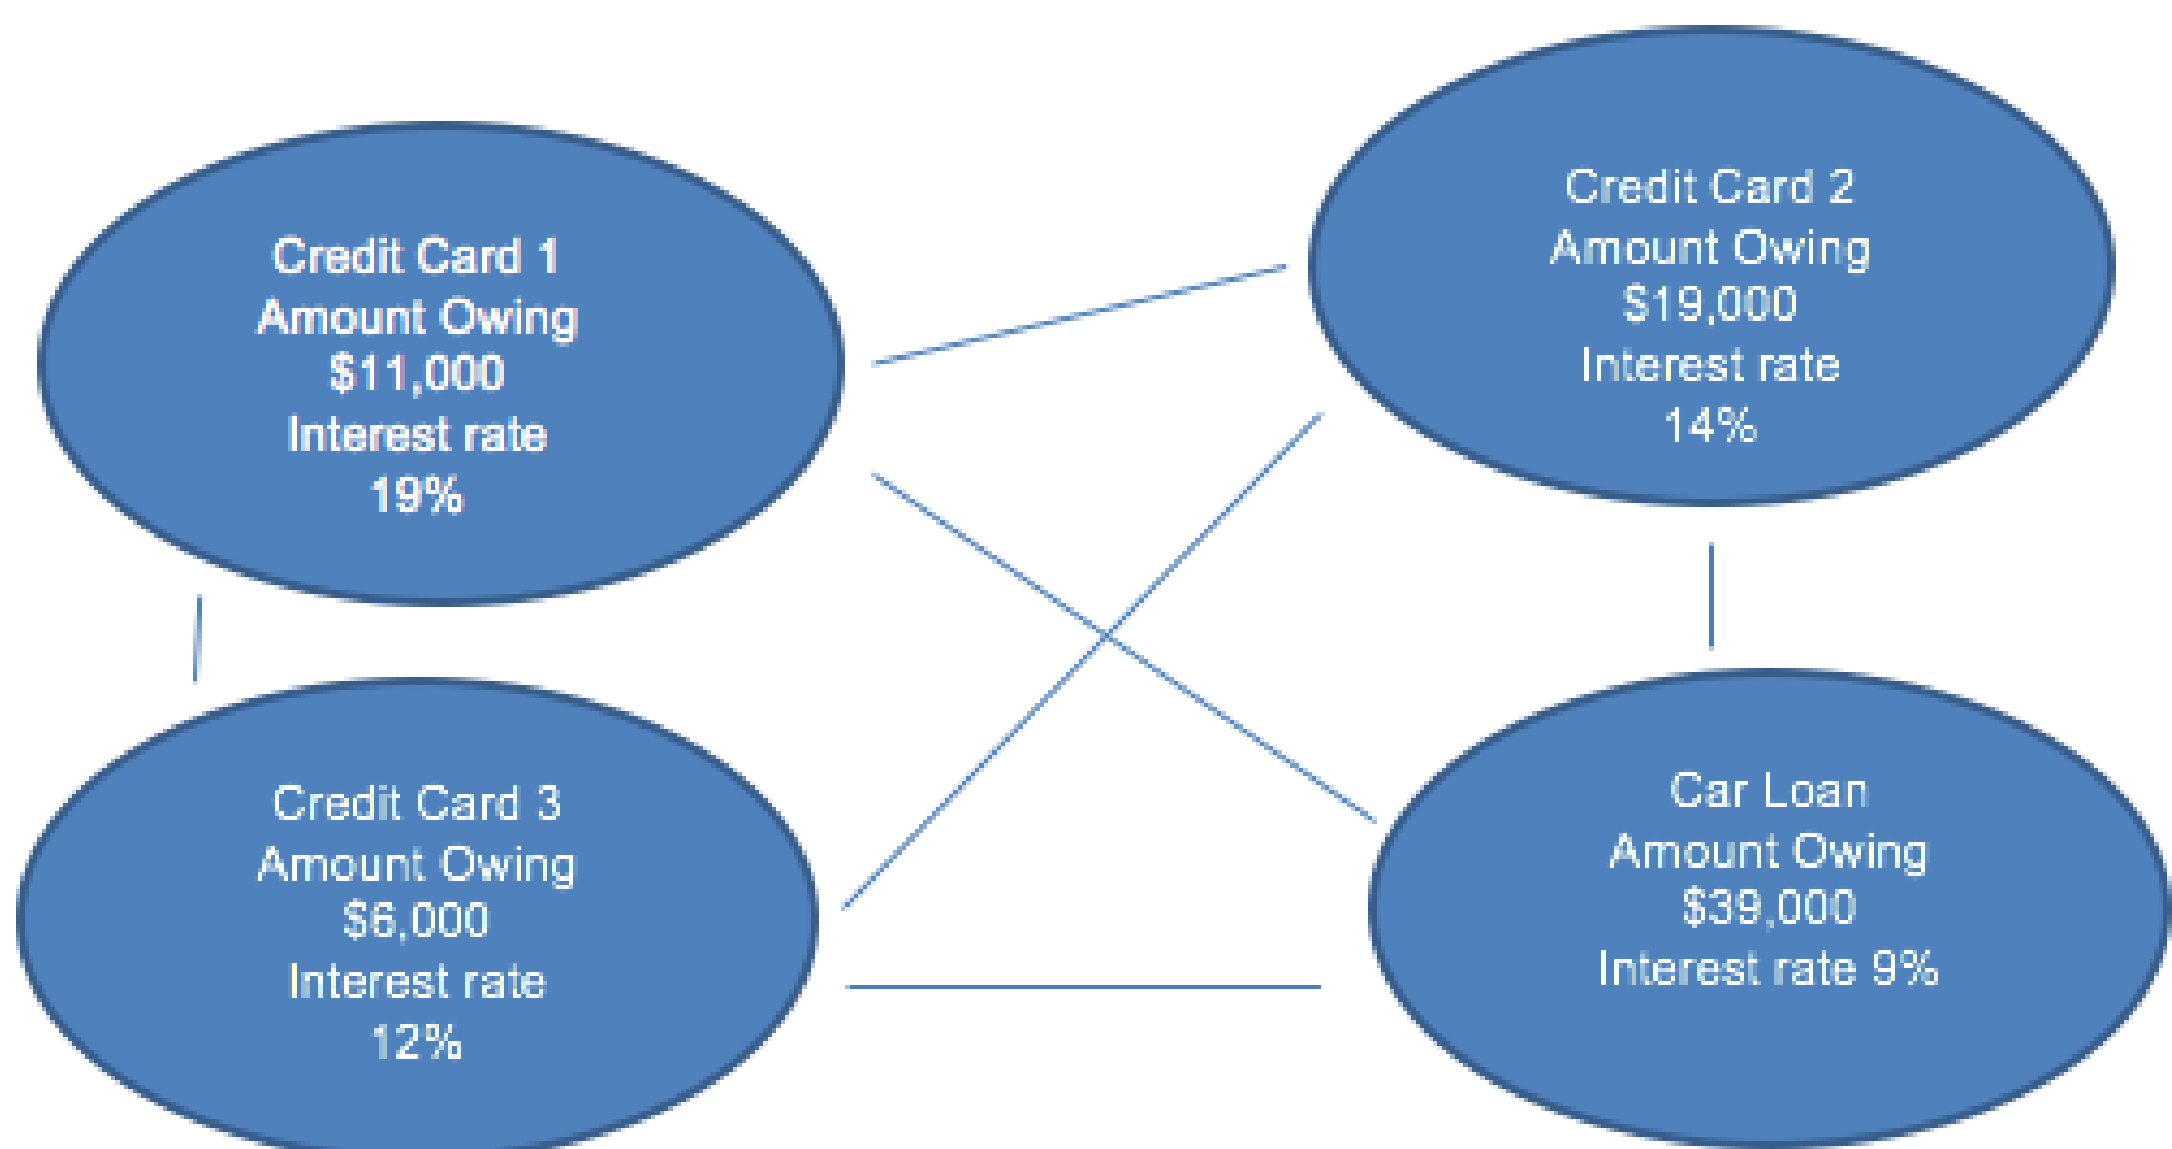 Credit Card 1
Amount Owing
$11,000
Interest rate
19%
Credit Card 2
Amount Owing
$19,000
Interest rate
14%
Credit Card 3
Amount Owing
$6,000
Interest rate
12%
Car Loan
Amount Owing
$39,000
Interest rate 9%